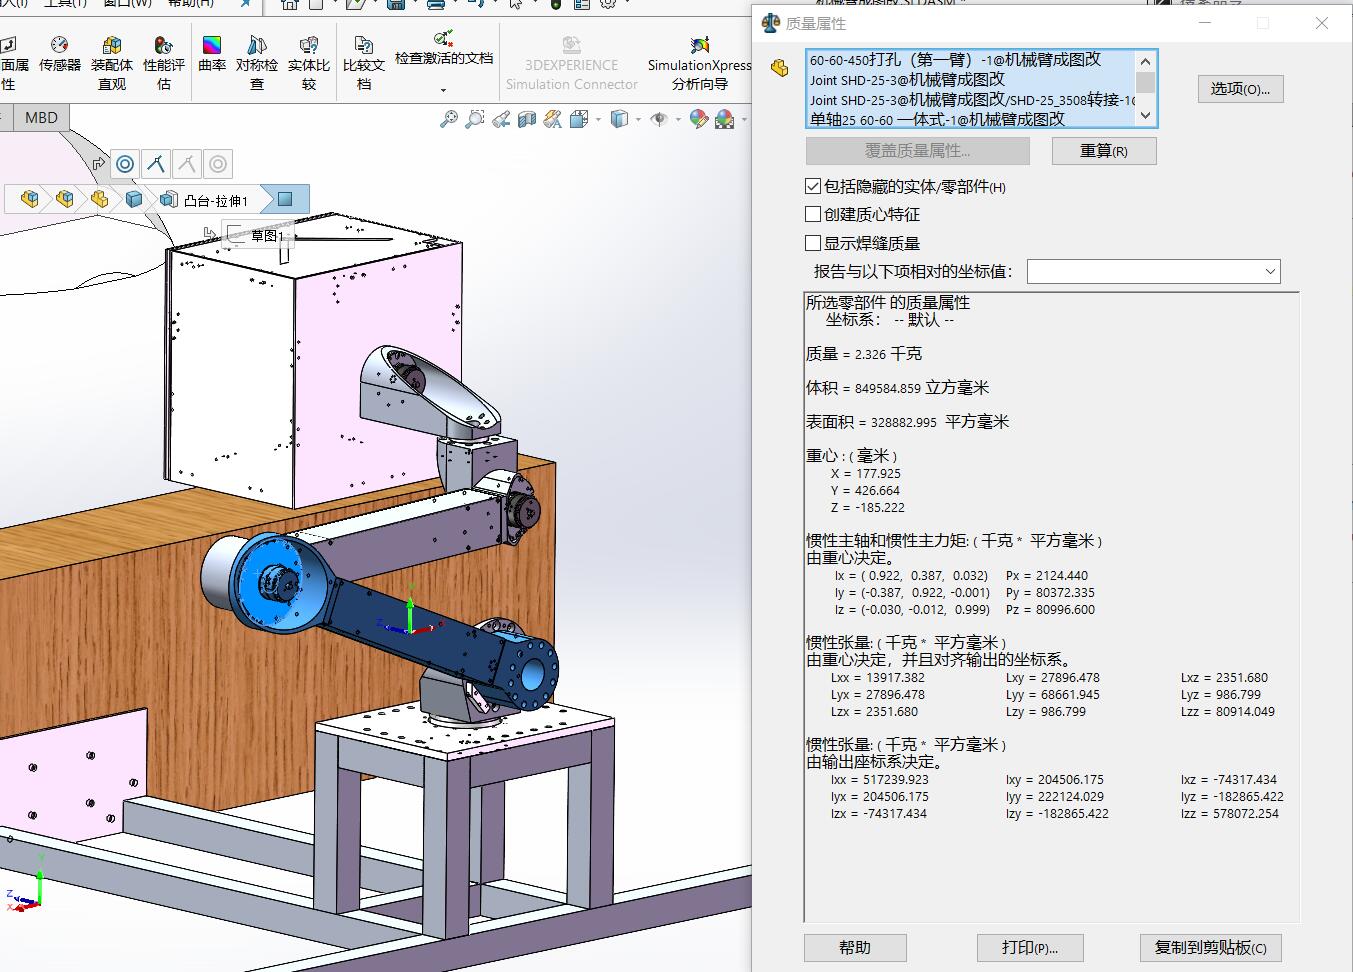 传感器
装配体
直观
性能评
估
曲率
对称检
查
实体比
较
比较文
档
检查激活的文档
3DEXPERIENCE
Simulation Connector
SimulationXpress
分析向导
面属
性
MBD
凸台-拉伸1
草图1
Y
Z
X
质量属性
60-60-450打孔（第一臂）-1@机械臂成图改
Joint SHD-25-3@机械臂成图改
Joint SHD-25-3@机械臂成图改/SHD-25_3508转接-1@
单轴25 60-60 一体式-1@机械臂成图改
选项(O)...
覆盖质量属性...
重算(R)
包括隐藏的实体/零部件(H)
创建质心特征
显示焊缝质量
报告与以下项相对的坐标值：
所选零部件 的质量属性
坐标系： -- 默认 --
质量 = 2.326 千克
体积 = 849584.859 立方毫米
表面积 = 328882.995 平方毫米
重心 : ( 毫米 )
X = 177.925
Y = 426.664
Z = -185.222
惯性主轴和惯性主力矩: ( 千克 * 平方毫米 )
由重心决定。
Ix = ( 0.922, 0.387, 0.032) Px = 2124.440
Iy = (-0.387, 0.922, -0.001) Py = 80372.335
Iz = (-0.030, -0.012, 0.999) Pz = 80996.600
惯性张量: ( 千克 * 平方毫米 )
由重心决定，并且对齐输出的坐标系。
Lxx = 13917.382 Lxy = 27896.478 Lxz = 2351.680
Lyx = 27896.478 Lyy = 68661.945 Lyz = 986.799
Lzx = 2351.680 Lzy = 986.799 Lzz = 80914.049
惯性张量: ( 千克 * 平方毫米 )
由输出座标系决定。
Ixx = 517239.923 Ixy = 204506.175 Ixz = -74317.434
Iyx = 204506.175 Iyy = 222124.029 Iyz = -182865.422
Izx = -74317.434 Izy = -182865.422 Izz = 578072.254
帮助
打印(P)...
复制到剪贴板(C)